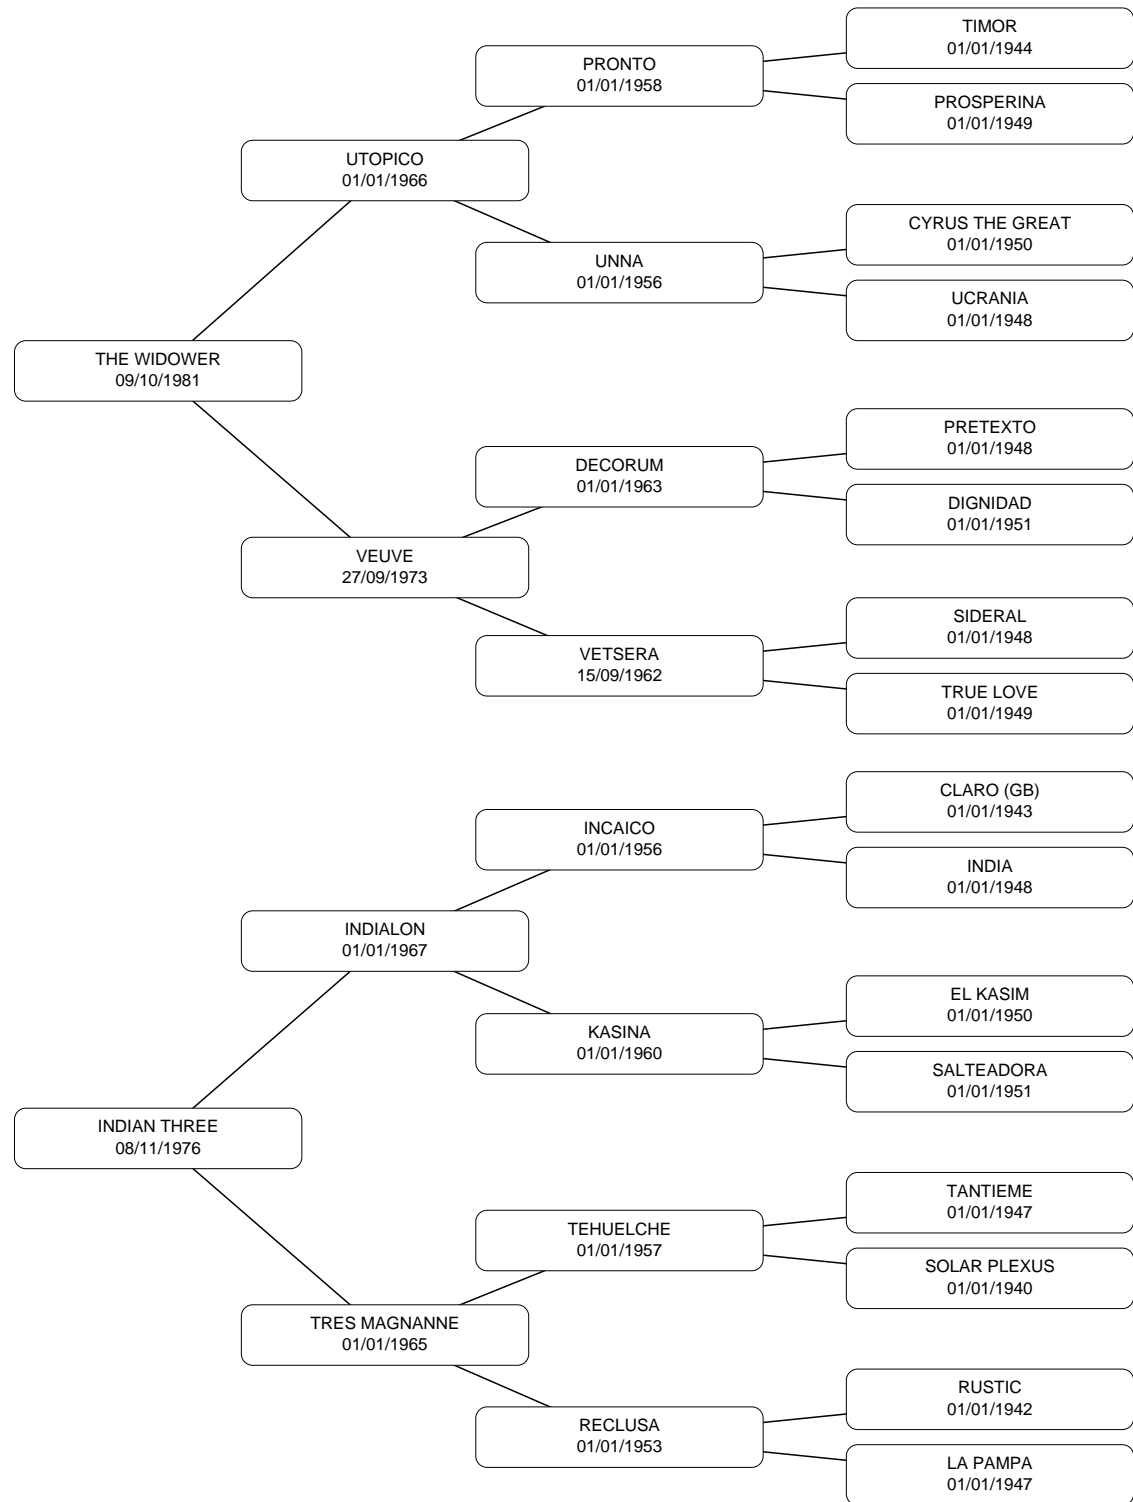 TIMOR
01/01/1944
PRONTO
01/01/1958
PROSPERINA
01/01/1949
UTOPICO
01/01/1966
CYRUS THE GREAT
01/01/1950
UNNA
01/01/1956
UCRANIA
01/01/1948
THE WIDOWER
09/10/1981
PRETEXTO
01/01/1948
DECORUM
01/01/1963
DIGNIDAD
01/01/1951
VEUVE
27/09/1973
SIDERAL
01/01/1948
VETSERA
15/09/1962
TRUE LOVE
01/01/1949
CLARO (GB)
01/01/1943
INCAICO
01/01/1956
INDIA
01/01/1948
INDIALON
01/01/1967
EL KASIM
01/01/1950
KASINA
01/01/1960
SALTEADORA
01/01/1951
INDIAN THREE
08/11/1976
TANTIEME
01/01/1947
TEHUELCHE
01/01/1957
SOLAR PLEXUS
01/01/1940
TRES MAGNANNE
01/01/1965
RUSTIC
01/01/1942
RECLUSA
01/01/1953
LA PAMPA
01/01/1947